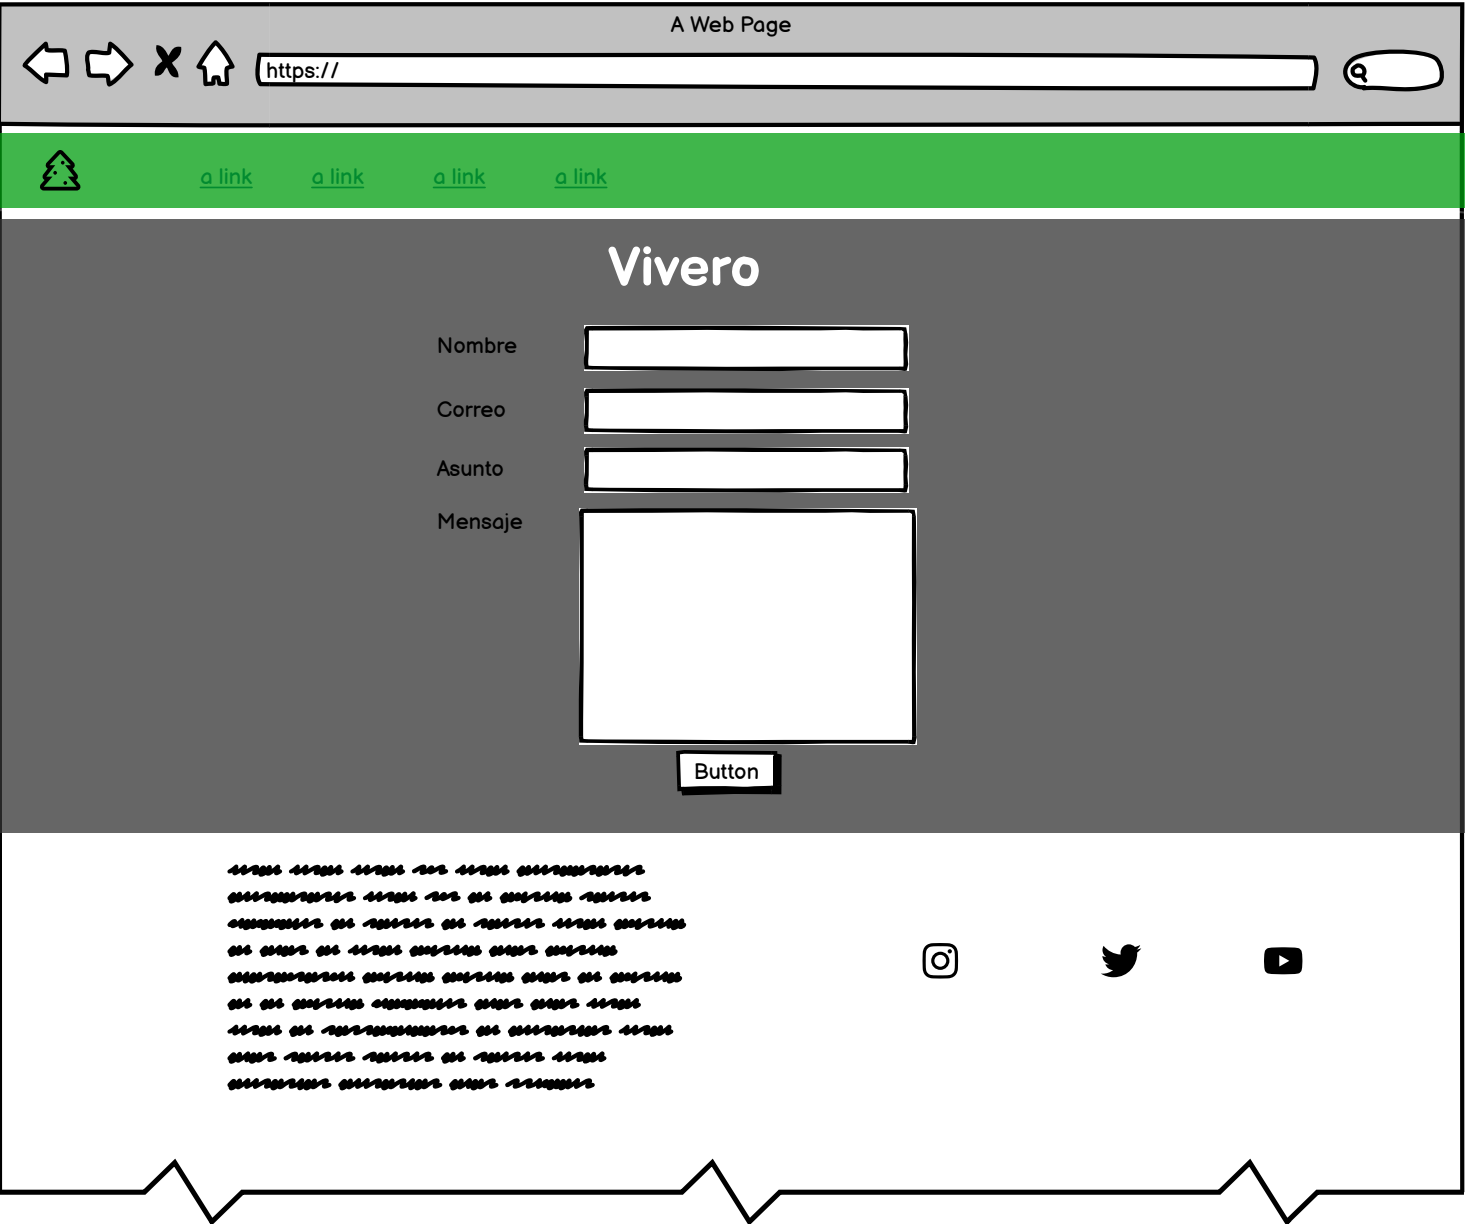 A Web Page
https://
a link a link a link a link
Vivero
Nombre
Correo
Asunto
Mensaje
Button